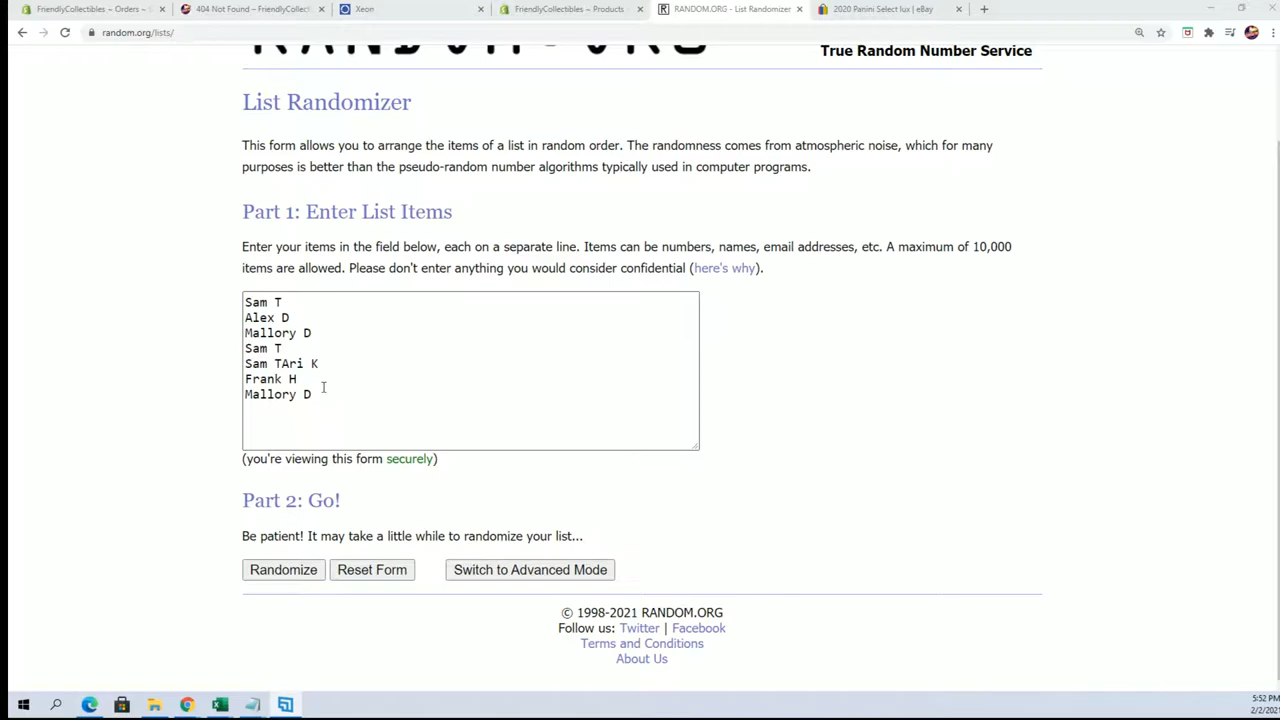 FriendlyCollectibles ~ Orders ~ S
404 Not Found – FriendlyCollecti
Xeon
FriendlyCollectibles ~ Products
RANDOM.ORG - List Randomizer
2020 Panini Select lux | eBay
random.org/lists/
RANDOM.ORG
True Random Number Service
List Randomizer
This form allows you to arrange the items of a list in random order. The randomness comes from atmospheric noise, which for many
purposes is better than the pseudo-random number algorithms typically used in computer programs.
Part 1: Enter List Items
Enter your items in the field below, each on a separate line. Items can be numbers, names, email addresses, etc. A maximum of 10,000
items are allowed. Please don't enter anything you would consider confidential (here's why).
Sam T
Alex D
Mallory D
Sam T
Sam TAri K
Frank H
Mallory D
(you're viewing this form securely)
Part 2: Go!
Be patient! It may take a little while to randomize your list...
Randomize Reset Form Switch to Advanced Mode
© 1998-2021 RANDOM.ORG
Follow us: Twitter | Facebook
Terms and Conditions
About Us
5:52 PM
2/2/2021